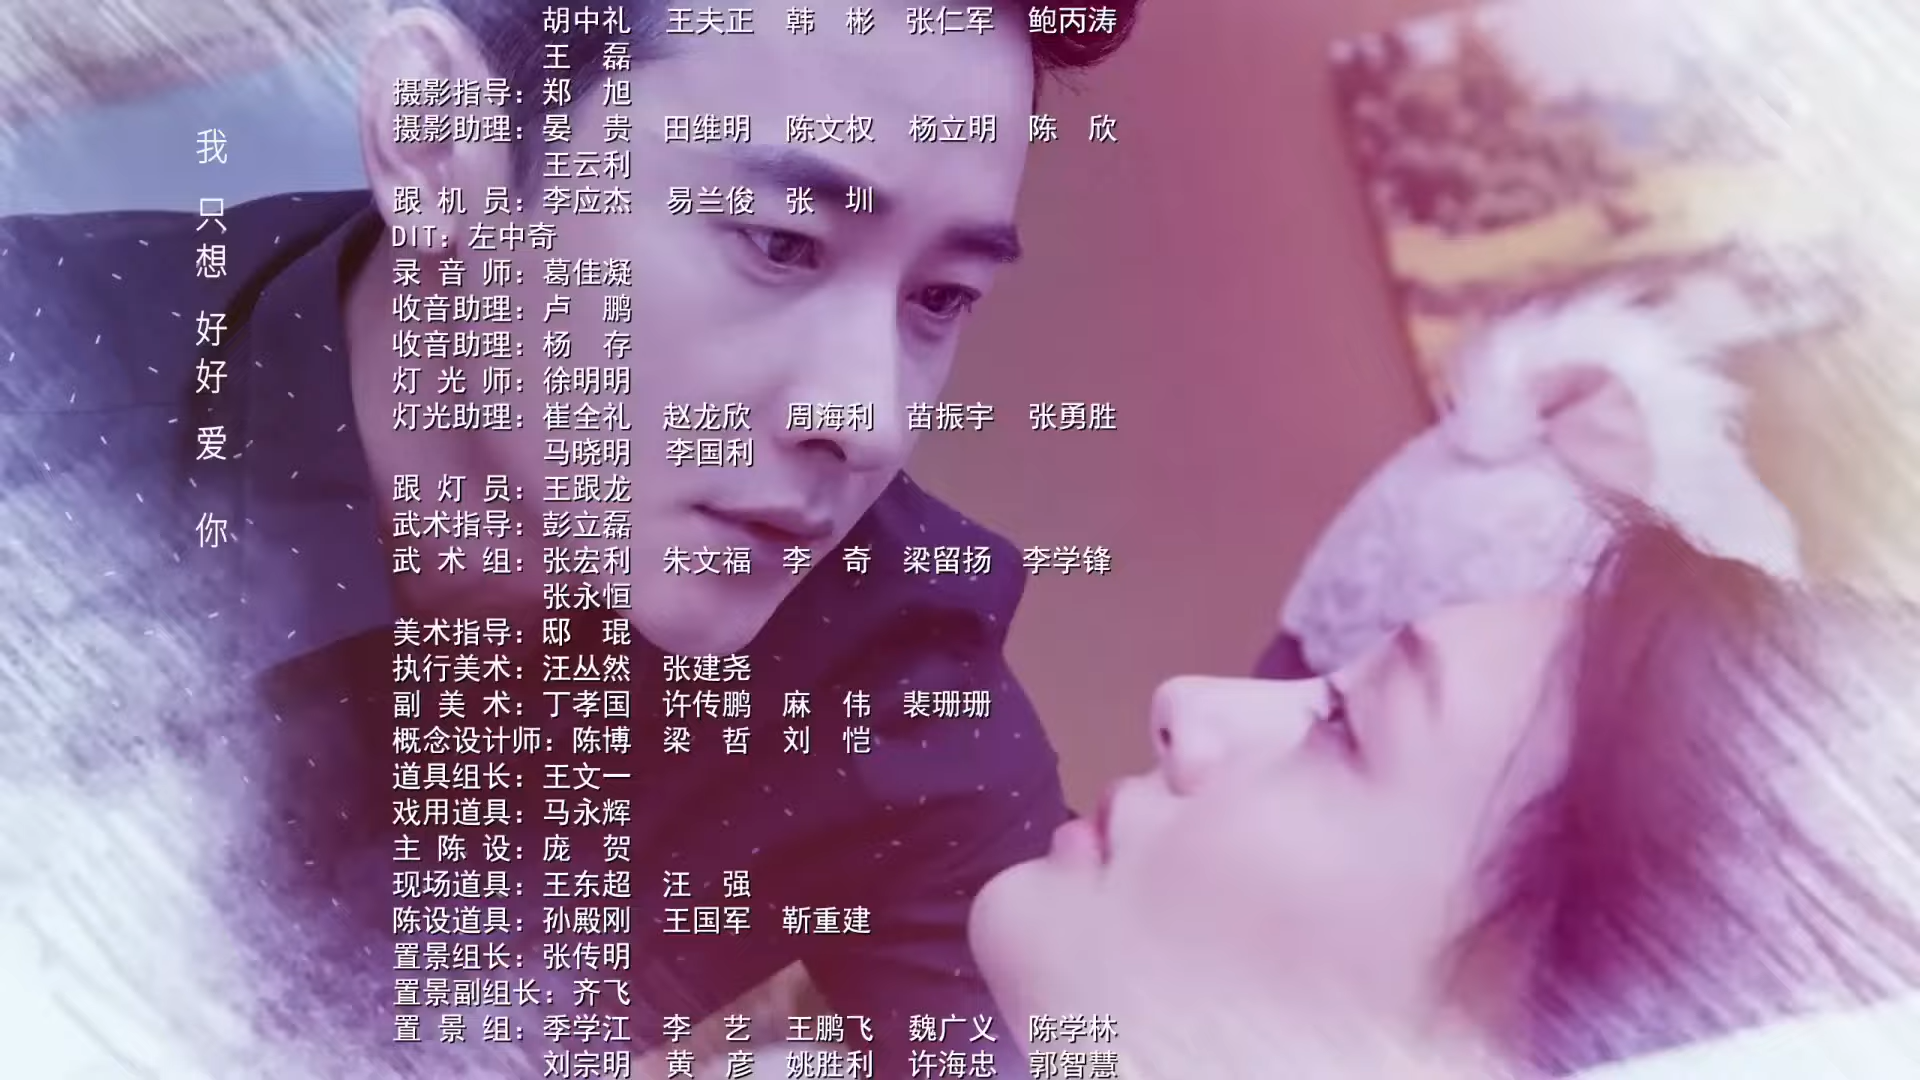 胡中礼 王夫正 韩 彬 张仁军 鲍丙涛
王 磊
摄影指导：郑 旭
摄影助理：晏 贵 田维明 陈文权 杨立明 陈 欣
王云利
跟 机 员：李应杰 易兰俊 张 圳
DIT：左中奇
录 音 师：葛佳凝
收音助理：卢 鹏
收音助理：杨 存
灯 光 师：徐明明
灯光助理：崔全礼 赵龙欣 周海利 苗振宇 张勇胜
马晓明 李国利
跟 灯 员：王跟龙
武术指导：彭立磊
武 术 组：张宏利 朱文福 李 奇 梁留扬 李学锋
张永恒
美术指导：邸 琨
执行美术：汪丛然 张建尧
副 美 术：丁孝国 许传鹏 麻 伟 裴珊珊
概念设计师：陈博 梁 哲 刘 恺
道具组长：王文一
戏用道具：马永辉
主 陈 设：庞 贺
现场道具：王东超 汪 强
陈设道具：孙殿刚 王国军 靳重建
置景组长：张传明
置景副组长：齐飞
置 景 组：季学江 李 艺 王鹏飞 魏广义 陈学林
刘宗明 黄 彦 姚胜利 许海忠 郭智慧
我只想好好爱你